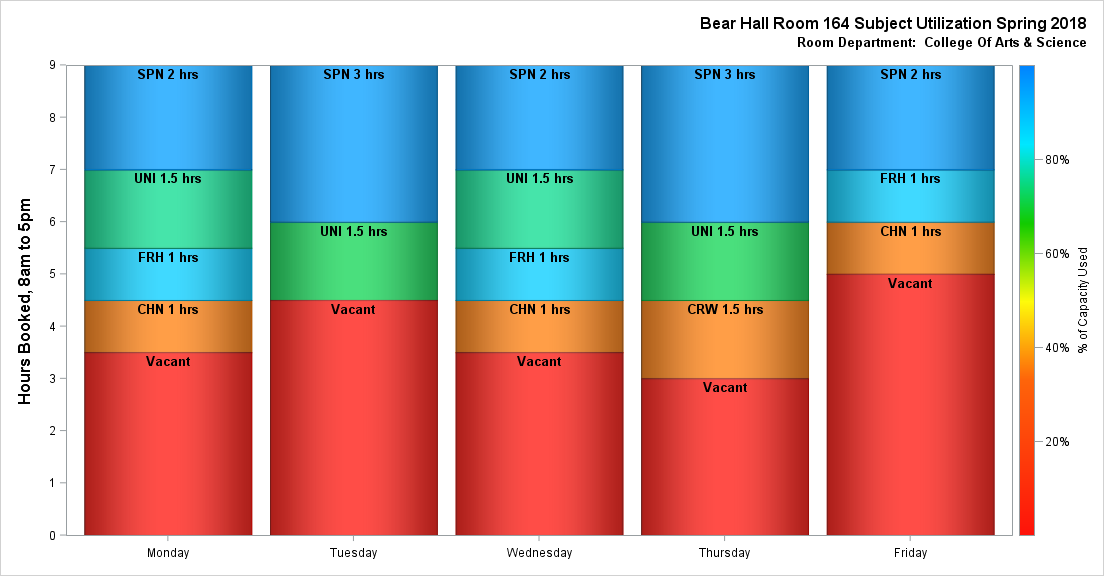 Bear Hall Room 164 Subject Utilization Spring 2018
Room Department:  College Of Arts & Science
Hours Booked, 8am to 5pm
9
8
7
6
5
4
3
2
1
0
SPN 2 hrs
UNI 1.5 hrs
FRH 1 hrs
CHN 1 hrs
Vacant
Monday
SPN 3 hrs
UNI 1.5 hrs
Vacant
Tuesday
SPN 2 hrs
UNI 1.5 hrs
FRH 1 hrs
CHN 1 hrs
Vacant
Wednesday
SPN 3 hrs
UNI 1.5 hrs
CRW 1.5 hrs
Vacant
Thursday
SPN 2 hrs
FRH 1 hrs
CHN 1 hrs
Vacant
Friday
80%
60%
40%
20%
% of Capacity Used